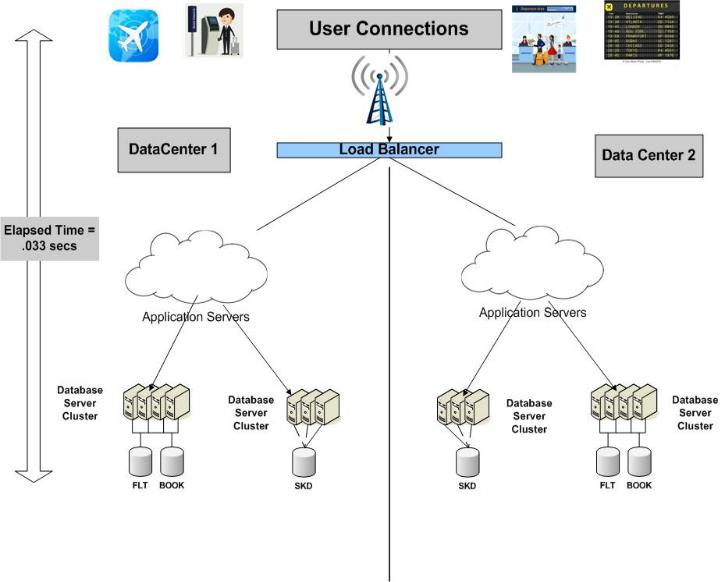 User Connections
DEPARTURES
DataCenter 1
Load Balancer
Data Center 2
Elapsed Time =
.033 secs
Application Servers
Application Servers
Database
Server
Cluster
Database
Server
Cluster
Database
Server
Cluster
Database
Server
Cluster
FLT
BOOK
SKD
SKD
FLT
BOOK